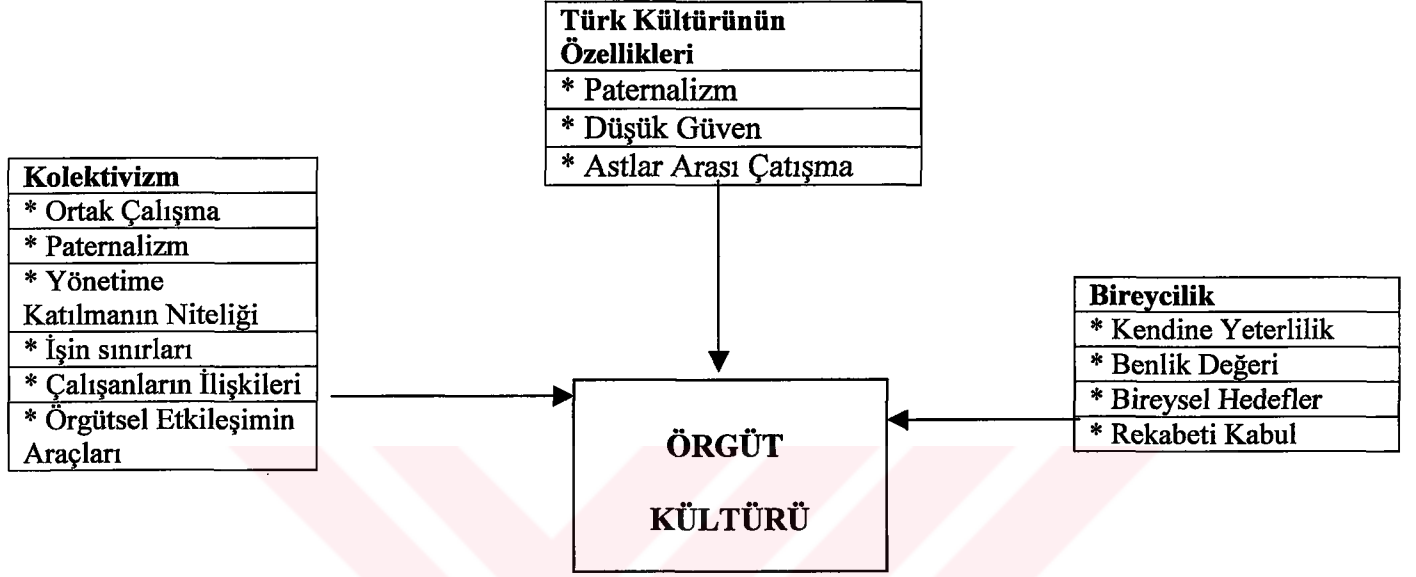 Türk Kültürünün
Özellikleri
* Paternalizm
* Düşük Güven
* Astlar Arası Çatışma
Kolektivizm
* Ortak Çalışma
* Paternalizm
* Yönetime
Katılmanın Niteliği
* İşin sınırları
* Çalışanların İlişkileri
* Örgütsel Etkileşimin
Araçları
Bireycilik
* Kendine Yeterlilik
* Benlik Değeri
* Bireysel Hedefler
* Rekabeti Kabul
ÖRGÜT
KÜLTÜRÜ